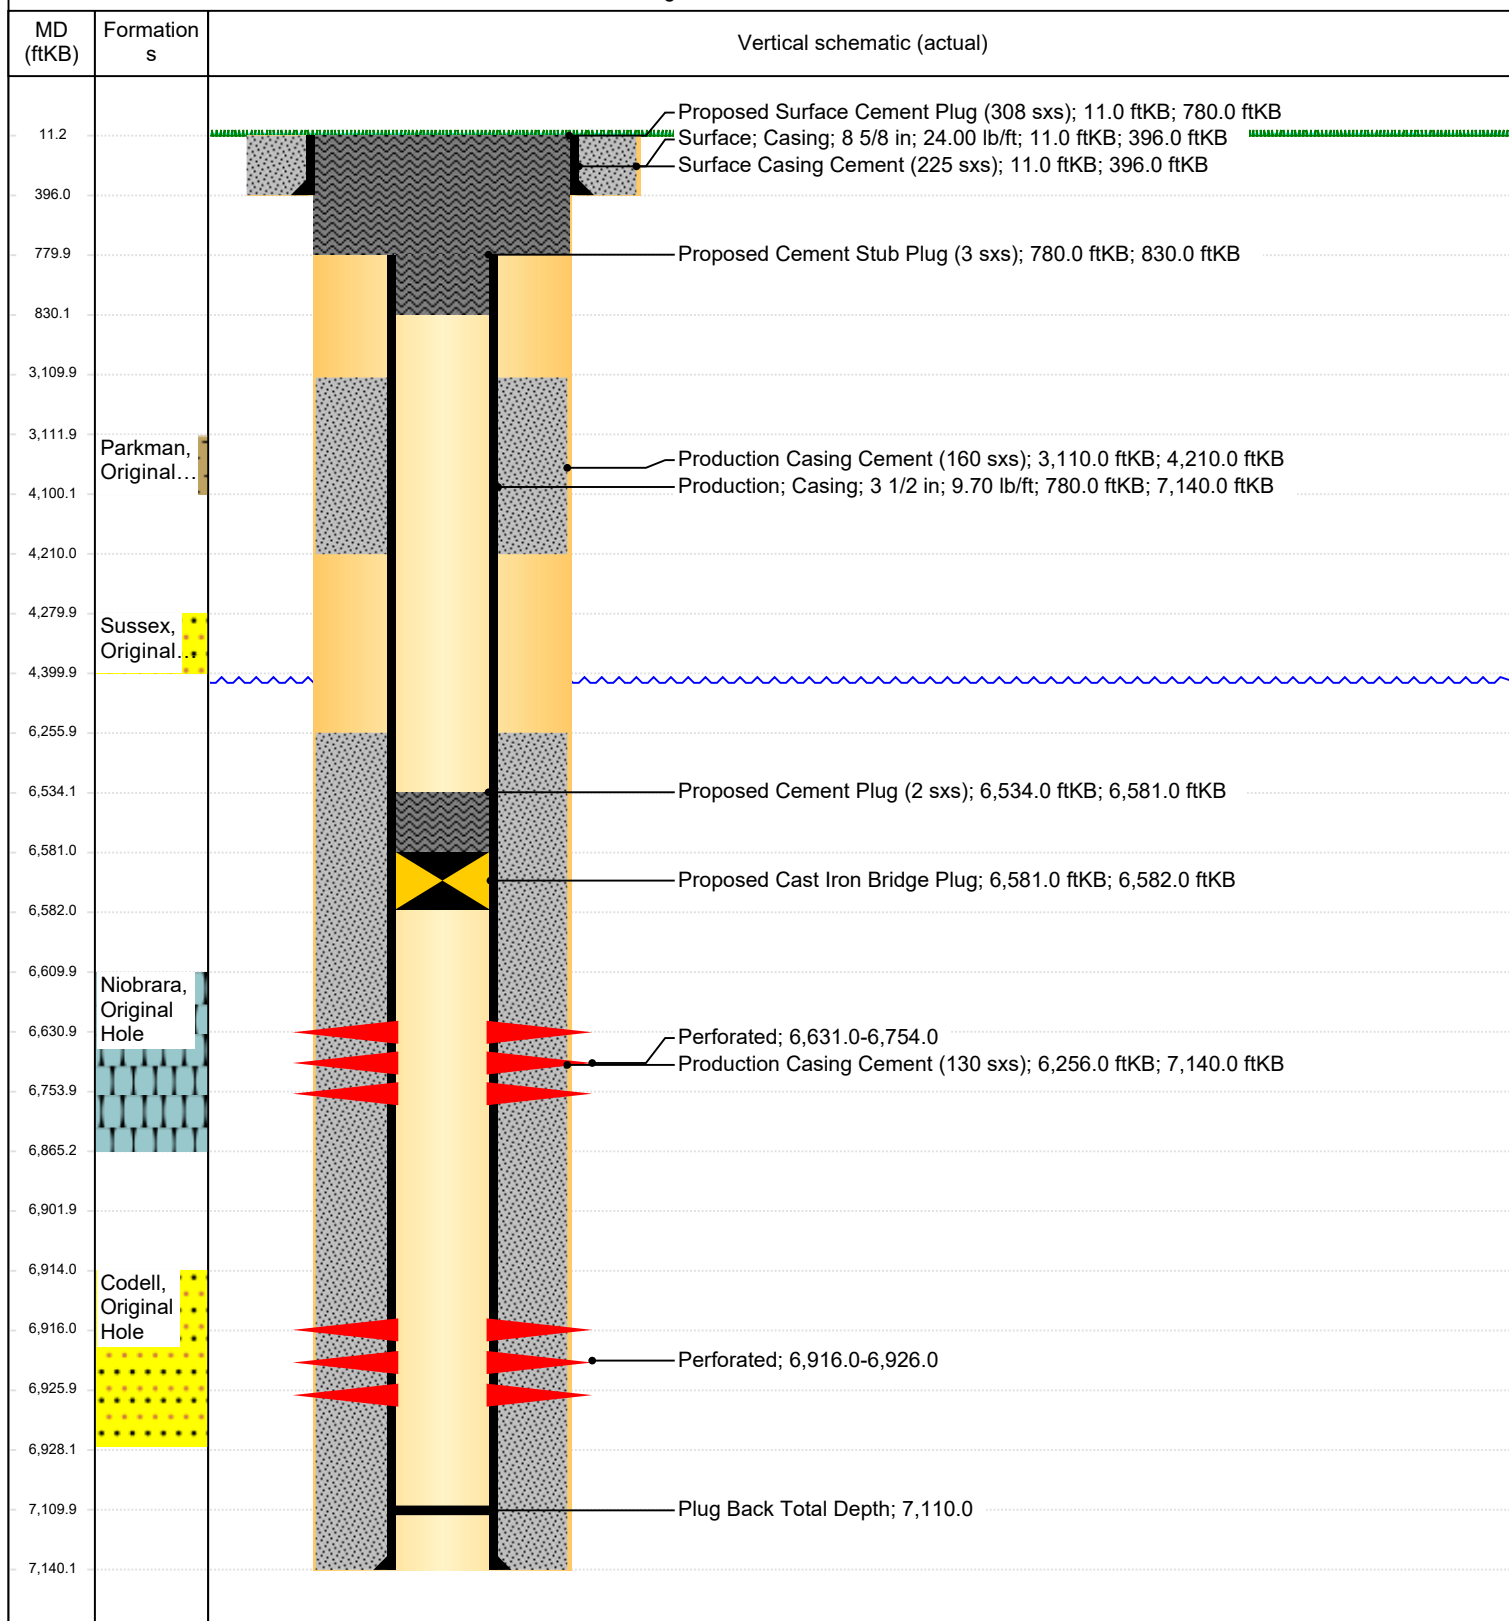 MD
(ftKB)
Formation
s
Vertical schematic (actual)
11.2
396.0
779.9
830.1
3,109.9
3,111.9
4,100.1
4,210.0
4,279.9
4,399.9
6,255.9
6,534.1
6,581.0
6,582.0
6,609.9
6,630.9
6,753.9
6,865.2
6,901.9
6,914.0
6,916.0
6,925.9
6,928.1
7,109.9
7,140.1
Parkman,
Original...
Sussex,
Original...
Niobrara,
Original
Hole
Codell,
Original
Hole
Proposed Surface Cement Plug (308 sxs); 11.0 ftKB; 780.0 ftKB
Surface; Casing; 8 5/8 in; 24.00 lb/ft; 11.0 ftKB; 396.0 ftKB
Surface Casing Cement (225 sxs); 11.0 ftKB; 396.0 ftKB
Proposed Cement Stub Plug (3 sxs); 780.0 ftKB; 830.0 ftKB
Production Casing Cement (160 sxs); 3,110.0 ftKB; 4,210.0 ftKB
Production; Casing; 3 1/2 in; 9.70 lb/ft; 780.0 ftKB; 7,140.0 ftKB
Proposed Cement Plug (2 sxs); 6,534.0 ftKB; 6,581.0 ftKB
Proposed Cast Iron Bridge Plug; 6,581.0 ftKB; 6,582.0 ftKB
Perforated; 6,631.0-6,754.0
Production Casing Cement (130 sxs); 6,256.0 ftKB; 7,140.0 ftKB
Perforated; 6,916.0-6,926.0
Plug Back Total Depth; 7,110.0